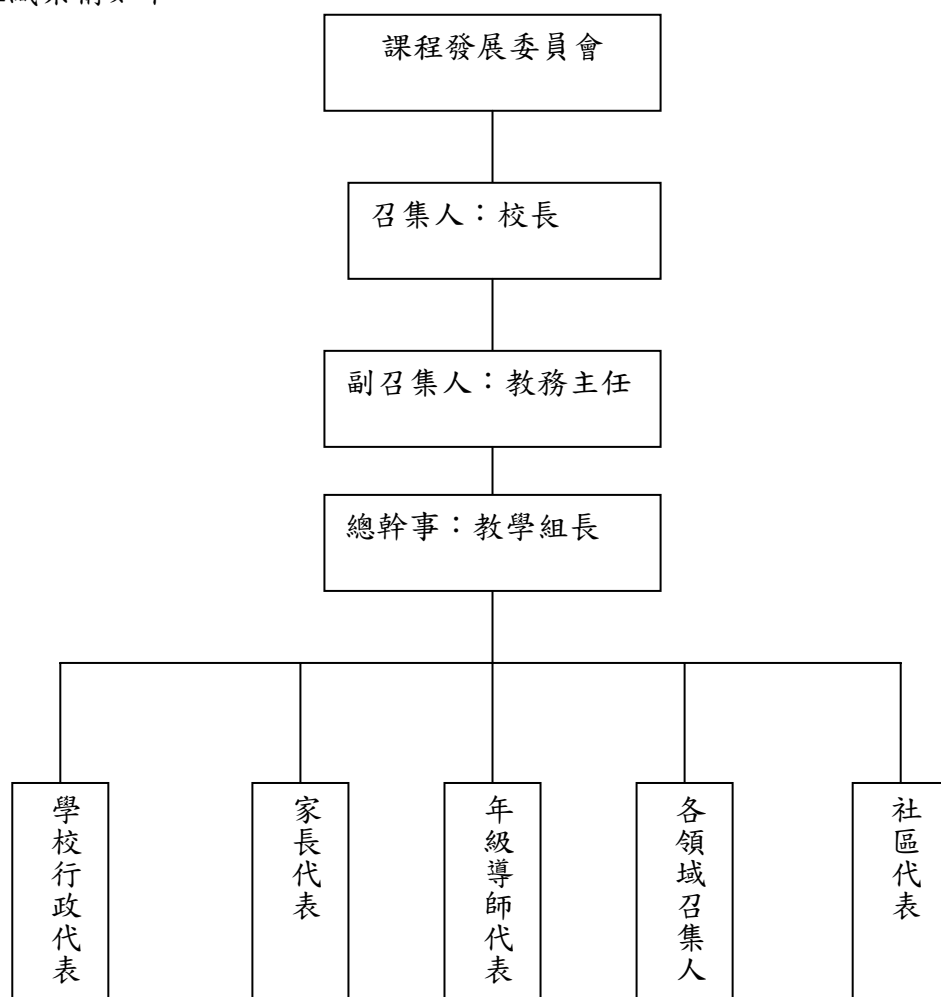 課程發展委員會
召集人：校長
副召集人：教務主任
總幹事：教學組長
學校行政代表
家長代表
年級導師代表
各領域召集人
社區代表